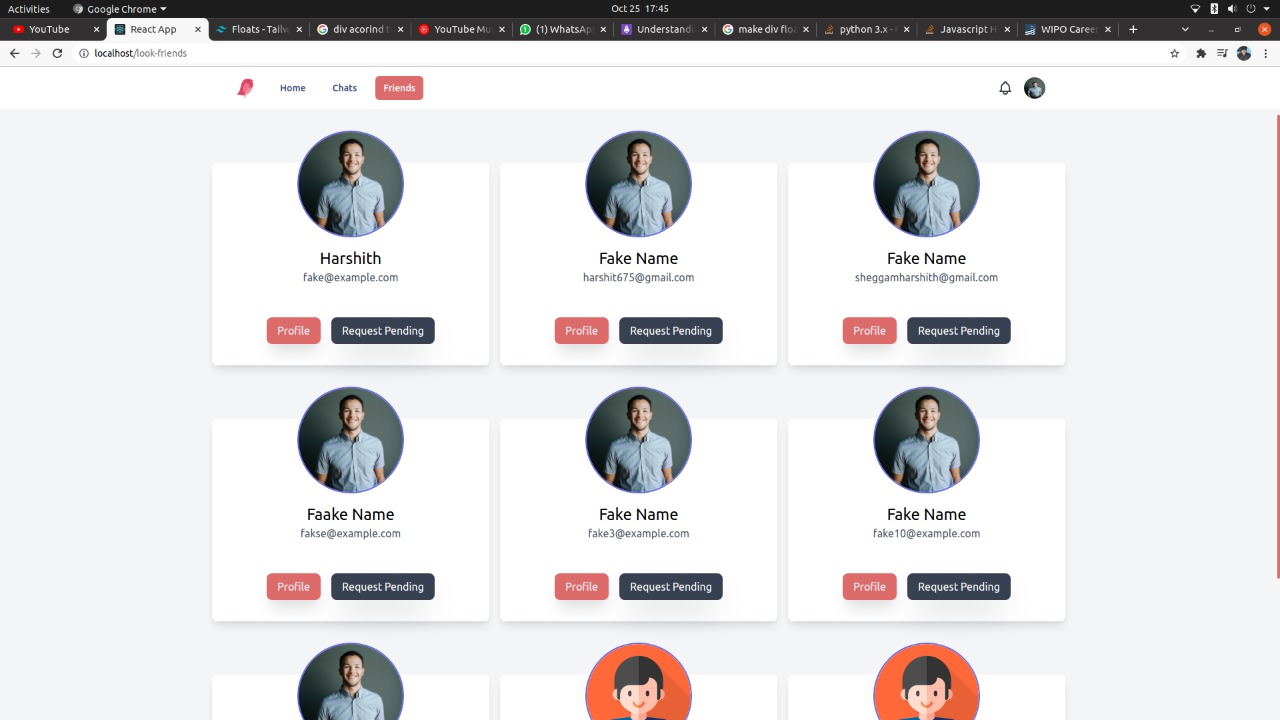 Activities Google Chrome Oct 25 17:45
YouTube React App Floats - Tailw div acorind t YouTube Mu (1) WhatsAp Understandi make div floa python 3.x - Javascript H WIPO Career
localhost/look-friends
Home Chats Friends
Harshith Fake Name Fake Name
fake@example.com harshit675@gmail.com sheggamharshith@gmail.com
Profile Request Pending Profile Request Pending Profile Request Pending
Faake Name Fake Name Fake Name
fakse@example.com fake3@example.com fake10@example.com
Profile Request Pending Profile Request Pending Profile Request Pending